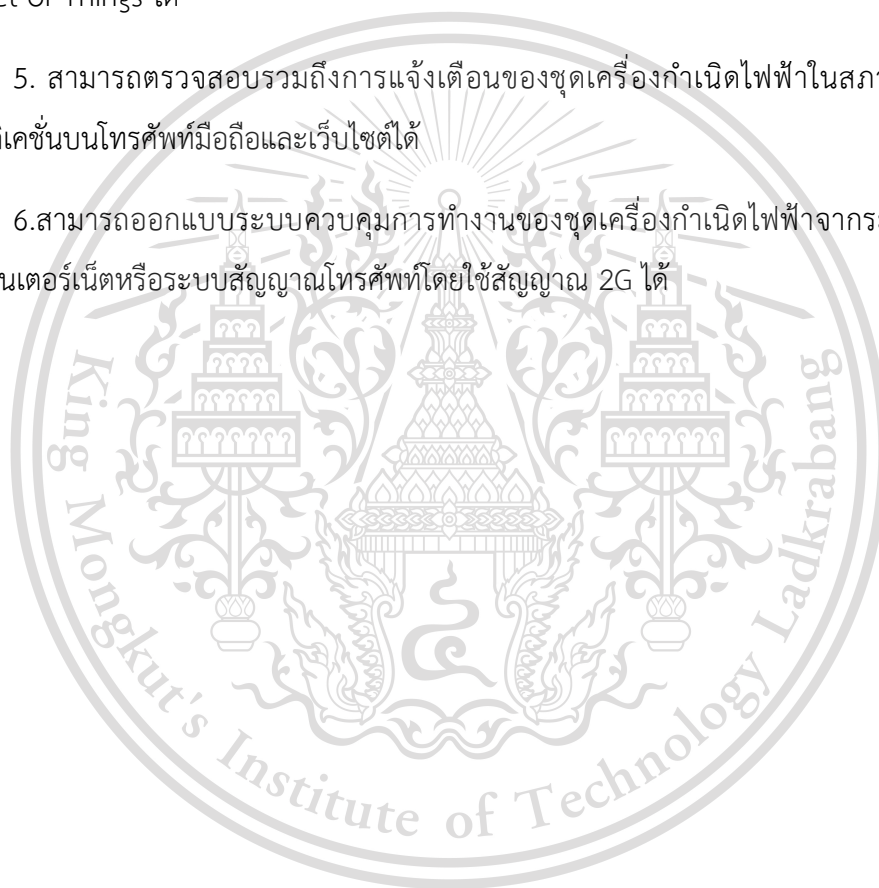 of Things ได้
5. สามารถตรวจสอบรวมถึงการแจ้งเตือนของชุดเครื่องกำเนิดไฟฟ้าในสภา
เคชั่นบนโทรศัพท์มือถือและเว็บไซต์ได้
6.สามารถออกแบบระบบควบคุมการทำงานของชุดเครื่องกำเนิดไฟฟ้าจากระ
นเตอร์เน็ตหรือระบบสัญญาณโทรศัพท์โดยใช้สัญญาณ 2G ได้
King Mongkut's Institute of Technology Ladkrabang